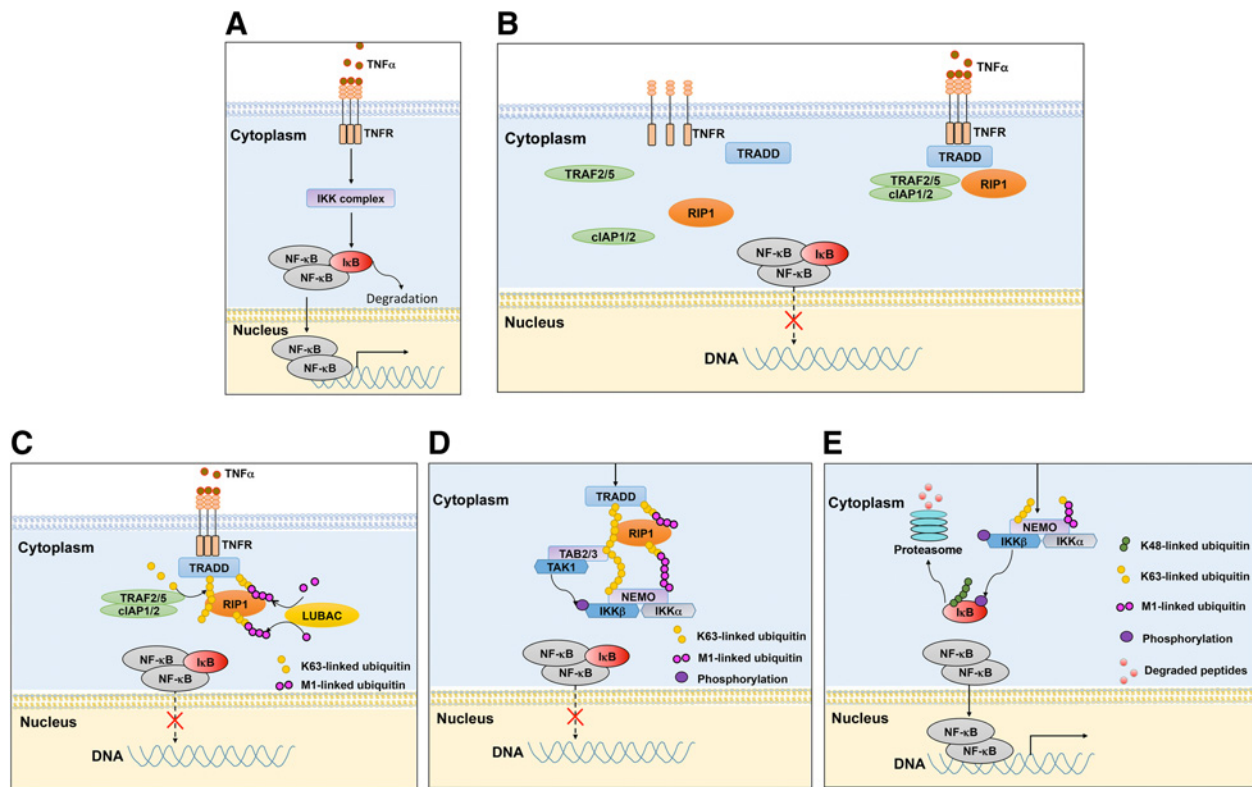 A
TNFα
Cytoplasm
TNFR
IKK complex
NF-κB
IκB
NF-κB
Degradation
Nucleus
NF-κB
NF-κB
B
TNFα
Cytoplasm
TNFR
TNFR
TRADD
TRADD
TRAF2/5
TRAF2/5
cIAP1/2
RIP1
RIP1
cIAP1/2
NF-κB
IκB
NF-κB
Nucleus
DNA
C
TNFα
Cytoplasm
TNFR
TRADD
TRAF2/5
cIAP1/2
RIP1
LUBAC
NF-κB
IκB
NF-κB
K63-linked ubiquitin
M1-linked ubiquitin
Nucleus
DNA
D
Cytoplasm
TRADD
RIP1
TAB2/3
TAK1
NEMO
IKKβ
IKKα
NF-κB
IκB
NF-κB
K63-linked ubiquitin
M1-linked ubiquitin
Phosphorylation
Nucleus
DNA
E
Cytoplasm
Proteasome
NEMO
IKKβ
IKKα
IκB
NF-κB
NF-κB
K48-linked ubiquitin
K63-linked ubiquitin
M1-linked ubiquitin
Phosphorylation
Degraded peptides
Nucleus
NF-κB
NF-κB
DNA